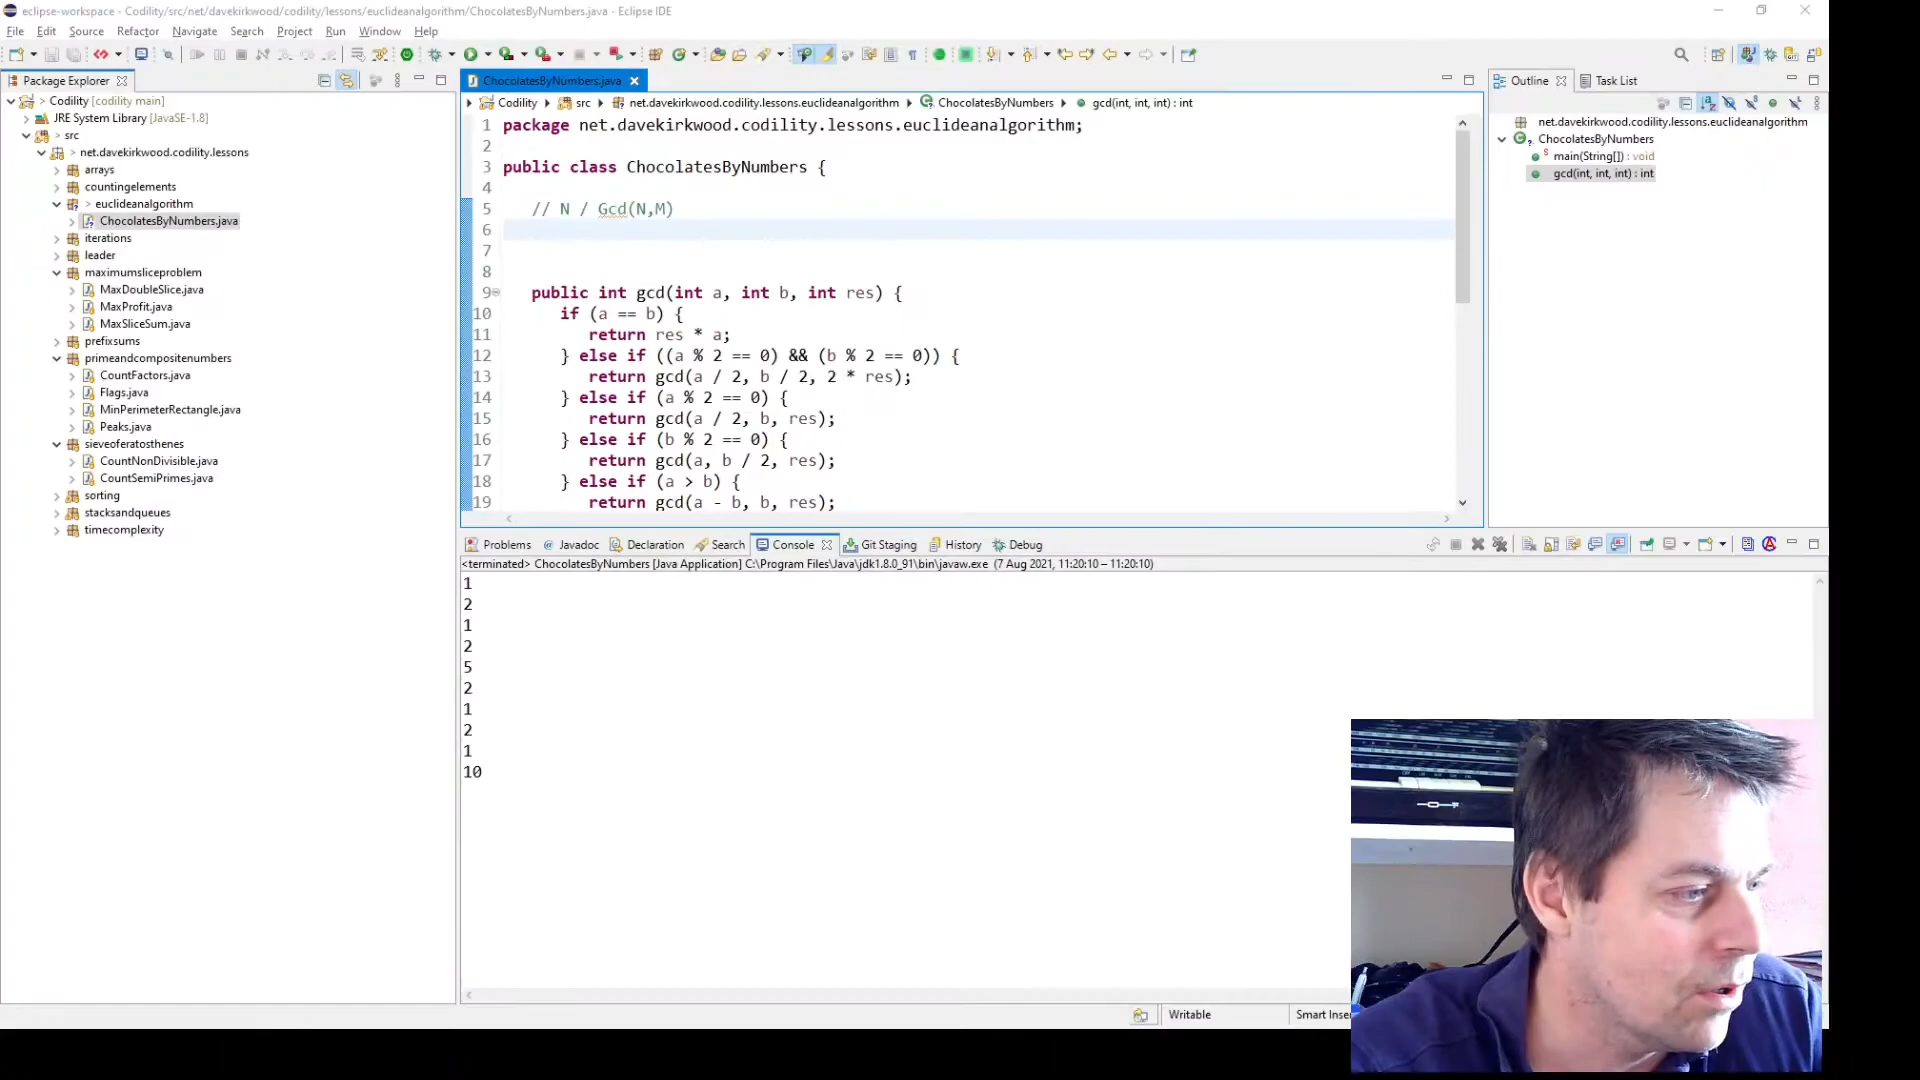 eclipse-workspace - Codility/src/net/davekirkwood/codility/lessons/euclideanalgorithm/ChocolatesByNumbers.java - Eclipse IDE
File Edit Source Refactor Navigate Search Project Run Window Help
Package Explorer
Codility [codility main]
JRE System Library [JavaSE-1.8]
> src
> net.davekirkwood.codility.lessons
arrays
countingelements
> euclideanalgorithm
ChocolatesByNumbers.java
iterations
leader
maximumsliceproblem
MaxDoubleSlice.java
MaxProfit.java
MaxSliceSum.java
prefixsums
primeandcompositenumbers
CountFactors.java
Flags.java
MinPerimeterRectangle.java
Peaks.java
sieveoferatosthenes
CountNonDivisible.java
CountSemiPrimes.java
sorting
stacksandqueues
timecomplexity
ChocolatesByNumbers.java
Codility src net.davekirkwood.codility.lessons.euclideanalgorithm ChocolatesByNumbers gcd(int, int, int) : int
1 package net.davekirkwood.codility.lessons.euclideanalgorithm;
2
3 public class ChocolatesByNumbers {
4
5 // N / Gcd(N,M)
6
7
8
9 public int gcd(int a, int b, int res) {
10 if (a == b) {
11 return res * a;
12 } else if ((a % 2 == 0) && (b % 2 == 0)) {
13 return gcd(a / 2, b / 2, 2 * res);
14 } else if (a % 2 == 0) {
15 return gcd(a / 2, b, res);
16 } else if (b % 2 == 0) {
17 return gcd(a, b / 2, res);
18 } else if (a > b) {
19 return gcd(a - b, b, res);
Outline Task List
net.davekirkwood.codility.lessons.euclideanalgorithm
ChocolatesByNumbers
main(String[]) : void
gcd(int, int, int) : int
Problems Javadoc Declaration Search Console Git Staging History Debug
<terminated> ChocolatesByNumbers [Java Application] C:\Program Files\Java\jdk1.8.0_91\bin\javaw.exe (7 Aug 2021, 11:20:10 – 11:20:10)
1
2
1
2
5
2
1
2
1
10
Writable Smart Inse